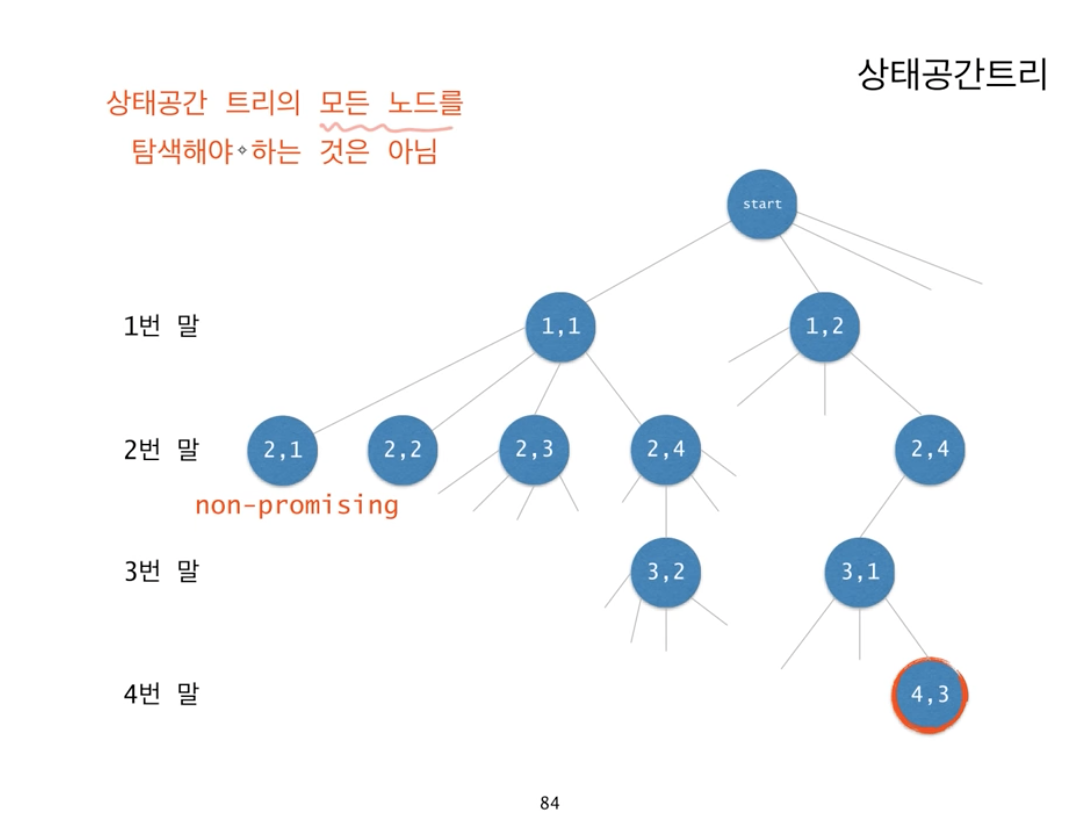 상태공간트리
상태공간 트리의 모든 노드를
탐색해야 하는 것은 아님
start
1번 말
1,1
1,2
2번 말
2,1
2,2
2,3
2,4
2,4
non-promising
3번 말
3,2
3,1
4번 말
4,3
84